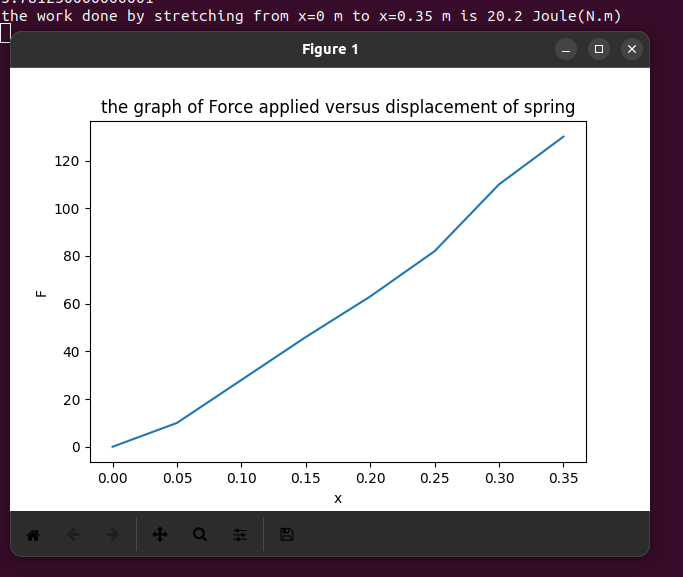 the work done by stretching from x=0 m to x=0.35 m is 20.2 Joule(N.m)
Figure 1
the graph of Force applied versus displacement of spring
120
100
80
60
40
20
0
F
0.00 0.05 0.10 0.15 0.20 0.25 0.30 0.35
x